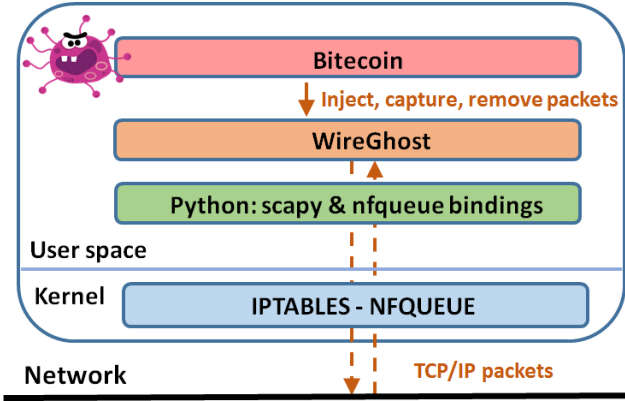 Bitecoin
Inject, capture, remove packets
WireGhost
Python: scapy & nfqueue bindings
User space
Kernel
IPTABLES - NFQUEUE
Network
TCP/IP packets